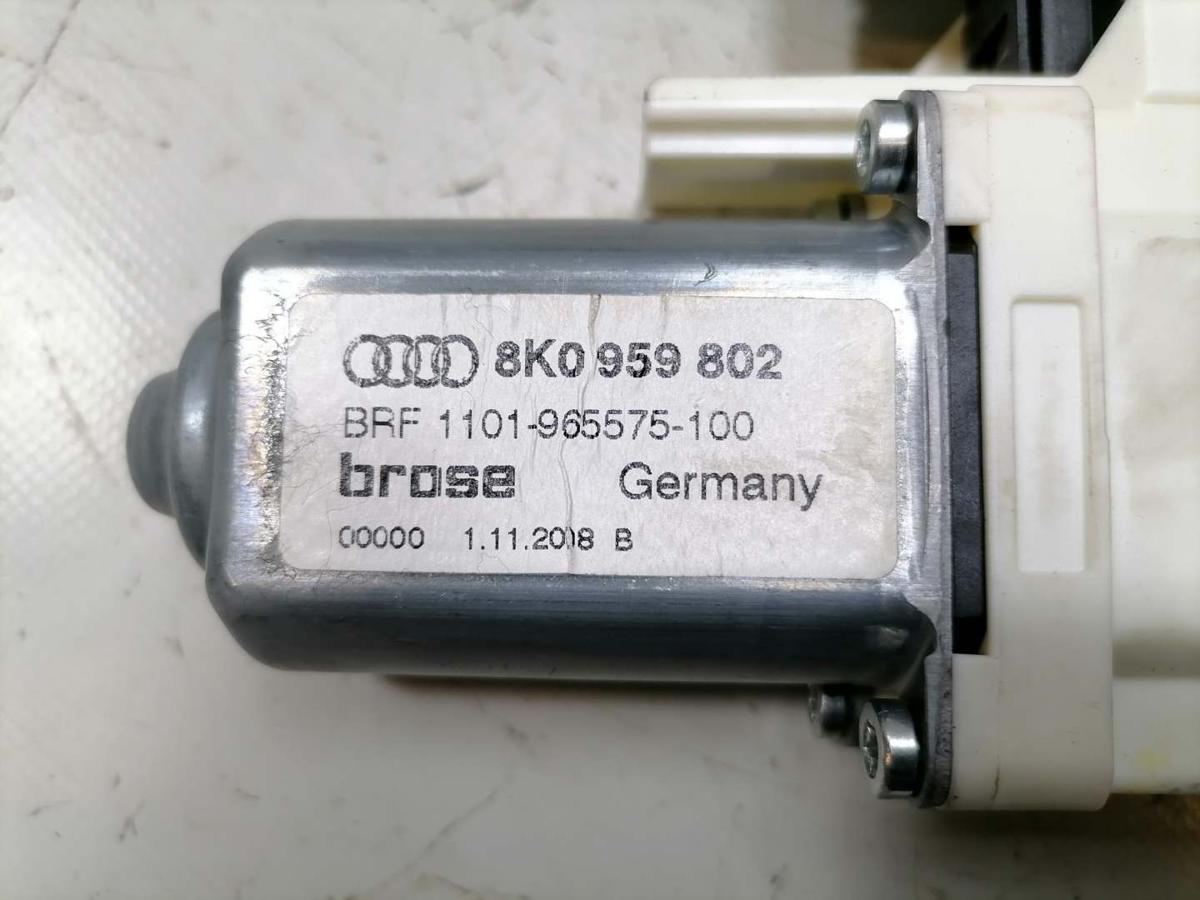 8K0 959 802
BRF 1101-965575-100
brose Germany
00000 1.11.2008 B